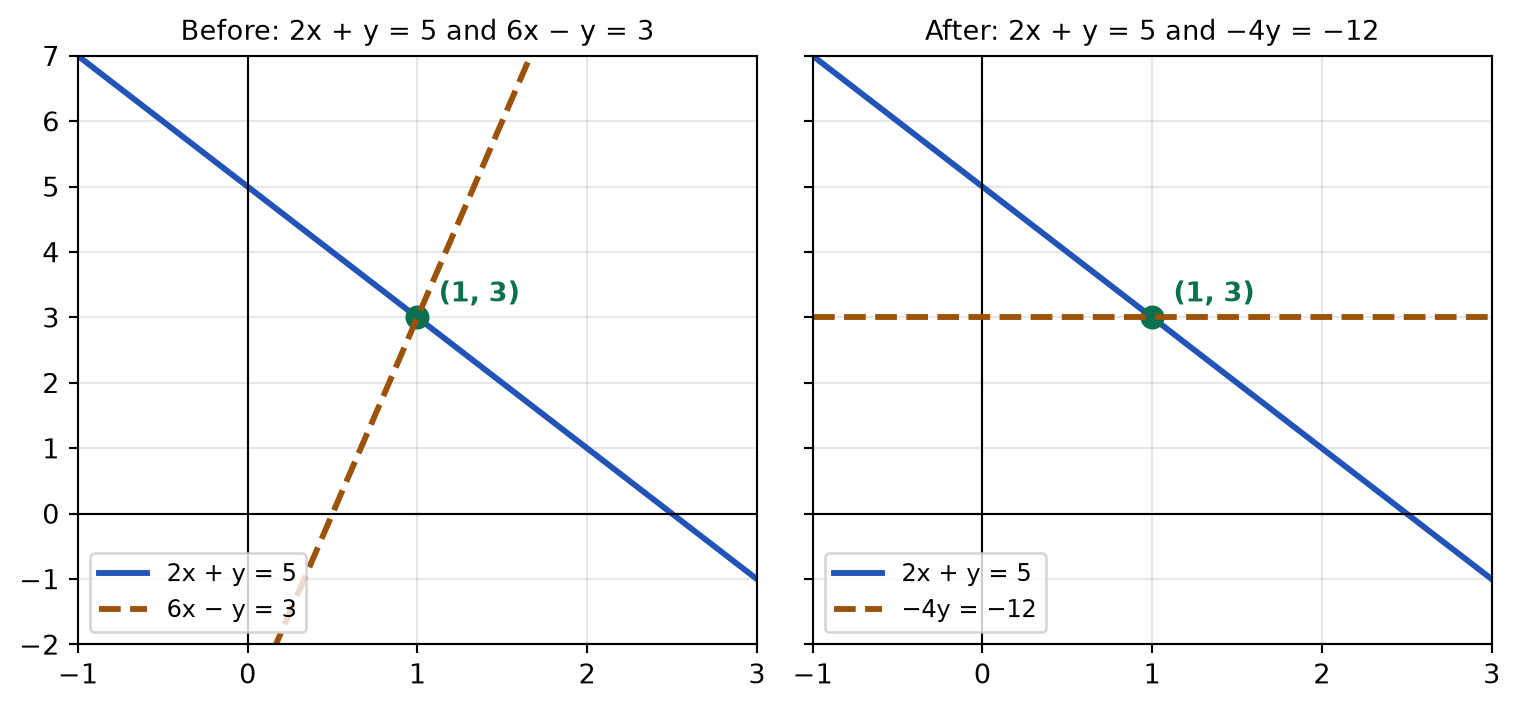 Before: 2x + y = 5 and 6x − y = 3
7
6
5
4
3
2
1
0
−1
−2
(1, 3)
2x + y = 5
6x − y = 3
−1 0 1 2 3
After: 2x + y = 5 and −4y = −12
(1, 3)
2x + y = 5
−4y = −12
−1 0 1 2 3